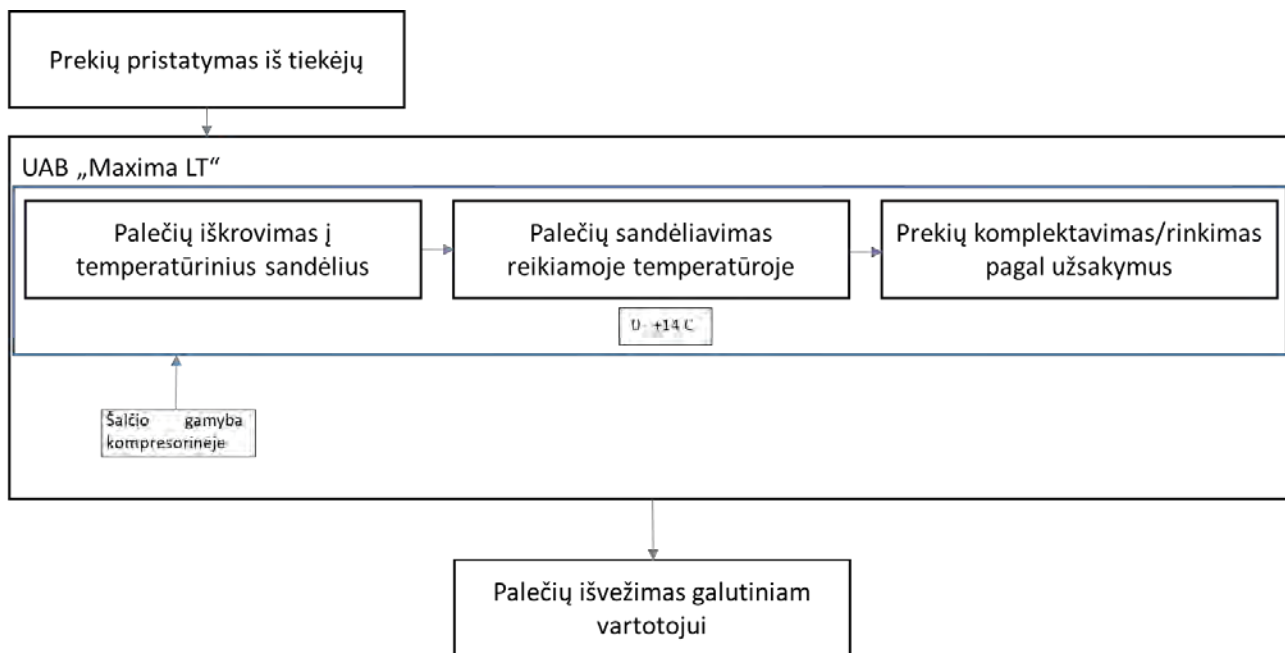 Prekių pristatymas iš tiekėjų
UAB „Maxima LT“
Palečių iškrovimas į
temperatūrinius sandėlius
Palečių sandėliavimas
reikiamoje temperatūroje
Prekių komplektavimas/rinkimas
pagal užsakymus
+14 C
Šalčio gamyba
kompresorinėje
Palečių išvežimas galutiniam
vartotojui